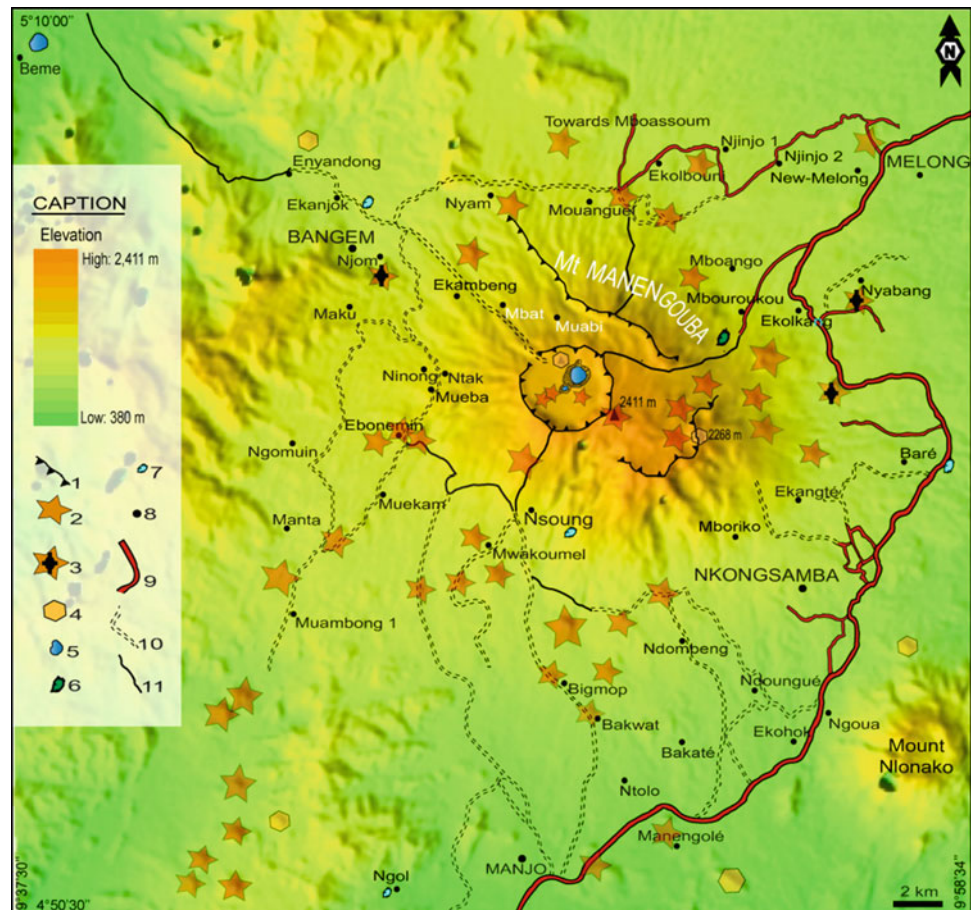 5°10'00"
Beme
N
Towards Mboassoum
Njinjo 1
Njinjo 2
MELONG
Ekolbouni
New-Melong
Enyandong
Ekanjok
Nyam
Mouanguel
BANGEM
Njom
Mt MANENGOUBA
Mboango
Nyabang
Ekambeng
Mbat
Muabi
Mbouroukou
Ekolkang
Maku
Ninong
Ntak
Mueba
2411 m
2268 m
Ebonemin
Ngomuin
Baré
Muekam
Ekangté
Manta
Nsoung
Mboriko
Mwakoumel
NKONGSAMBA
Muambong 1
Ndombeng
Bigmop
Ndoungué
Bakwat
Ngoua
Bakaté
Ekohok
Mount
Nlonako
Ntolo
Manengolé
MANJO
Ngol
2 km
9°37'30"
4°50'30"
9°58'34"
CAPTION
Elevation
High: 2,411 m
Low: 380 m
1
2
3
4
5
6
7
8
9
10
11